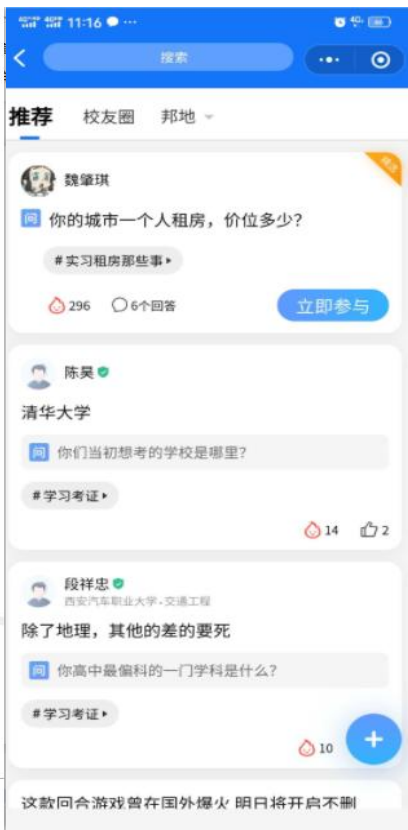 11:16
搜索
推荐 校友圈 邦地
精选
魏肇琪
问 你的城市一个人租房，价位多少？
#实习租房那些事
296 6个回答 立即参与
陈昊
清华大学
问 你们当初想考的学校是哪里？
#学习考证
14 2
段祥忠
西安汽车职业大学·交通工程
除了地理，其他的差的要死
问 你高中最偏科的一门学科是什么？
#学习考证
10
这款回合游戏曾在国外爆火 明日将开启不删